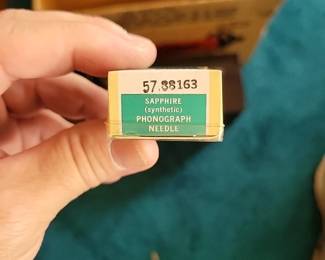 57.88163
SAPPHIRE
(synthetic)
PHONOGRAPH
NEEDLE